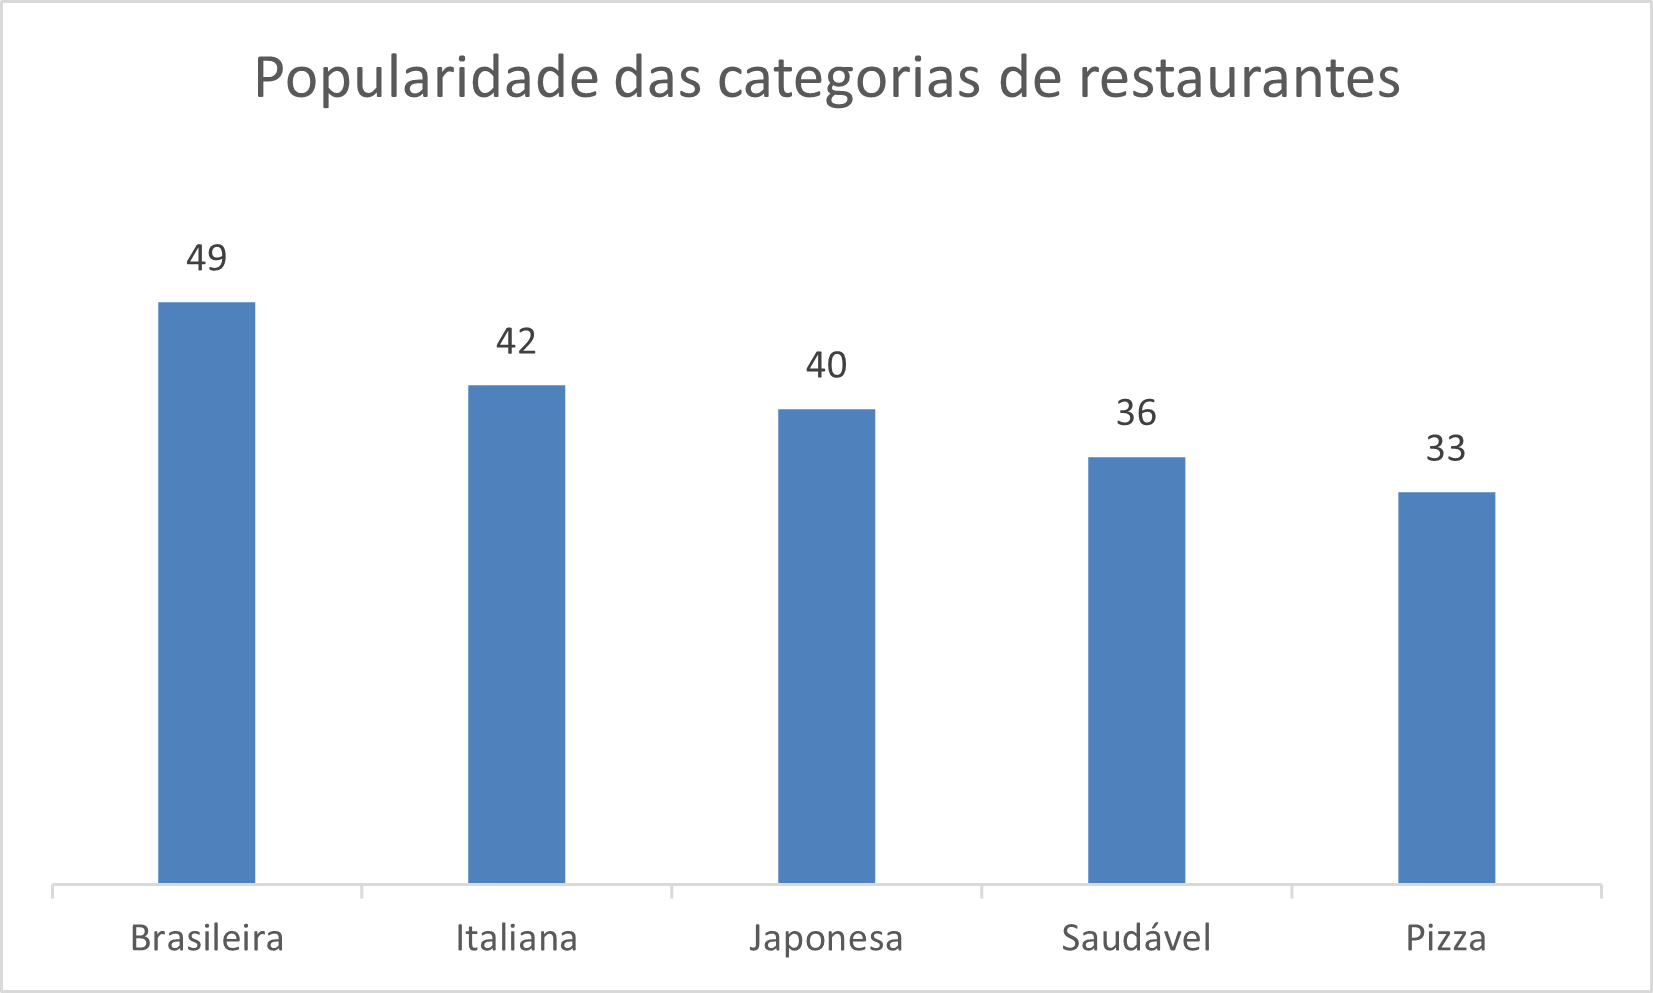 Popularidade das categorias de restaurantes
49
42
40
36
33
Brasileira
Italiana
Japonesa
Saudável
Pizza